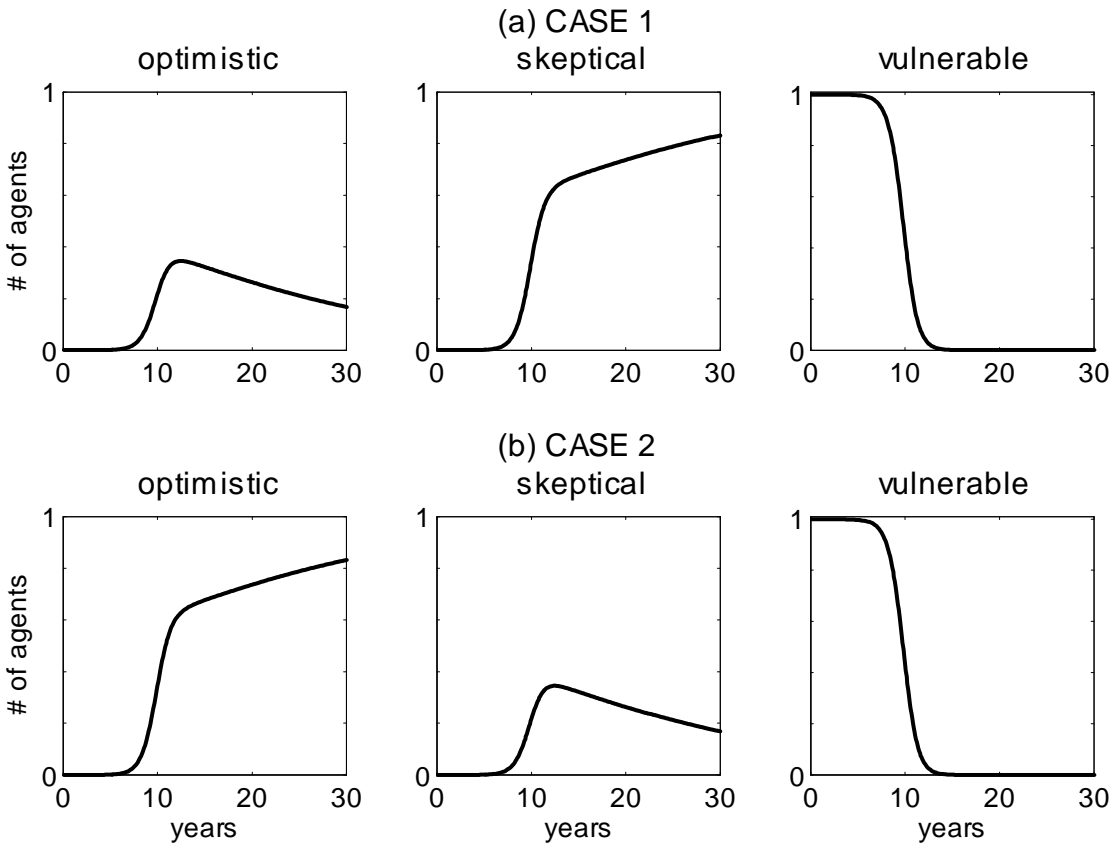 (a) CASE 1
optimistic
skeptical
vulnerable
# of agents
1
0
0 10 20 30
1
0
0 10 20 30
1
0
0 10 20 30
(b) CASE 2
optimistic
skeptical
vulnerable
# of agents
1
0
0 10 20 30
years
1
0
0 10 20 30
years
1
0
0 10 20 30
years